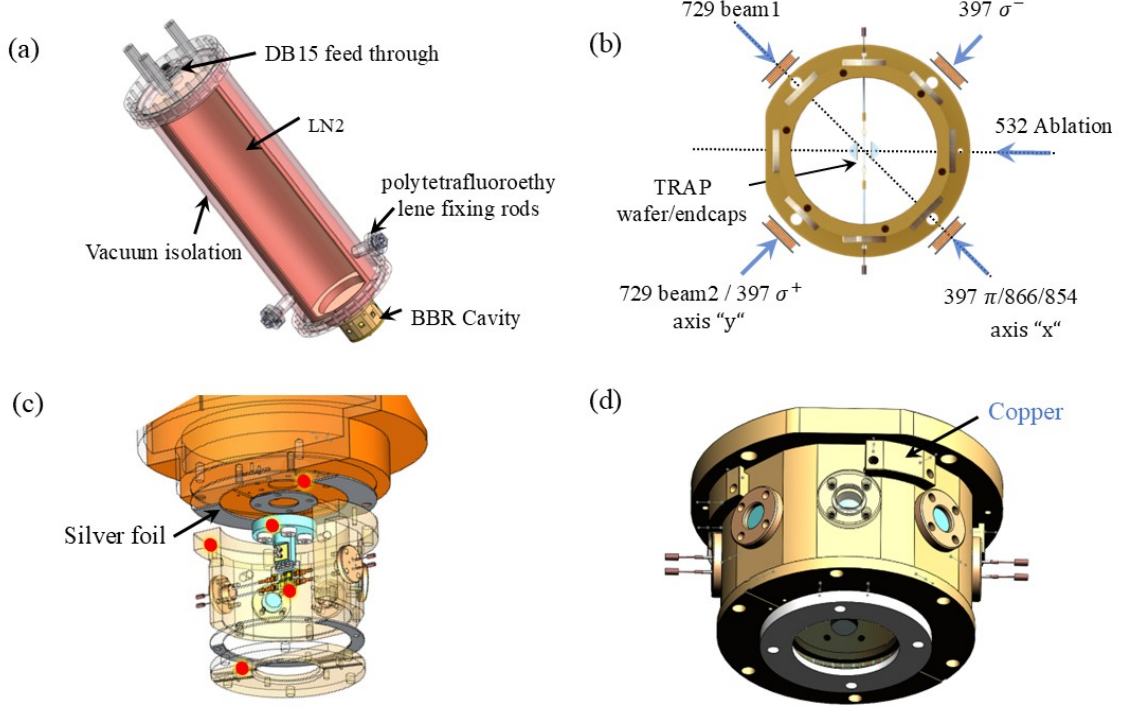 (a)
DB15 feed through
LN2
polytetrafluoroethy
lene fixing rods
Vacuum isolation
BBR Cavity
(b)
729 beam1
397 σ⁻
532 Ablation
TRAP
wafer/endcaps
729 beam2 / 397 σ⁺
axis “y“
397 π/866/854
axis “x“
(c)
Silver foil
(d)
Copper